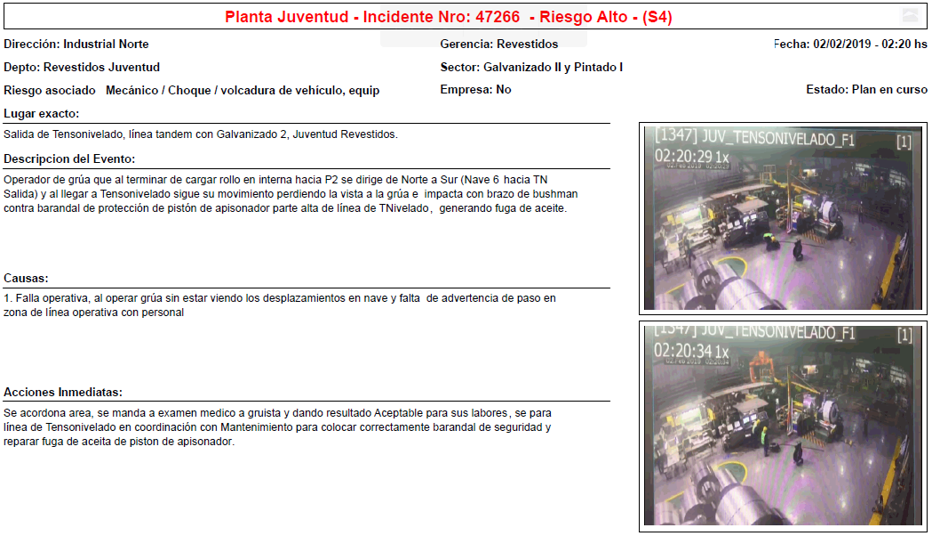 Planta Juventud - Incidente Nro: 47266 - Riesgo Alto - (S4)
Dirección: Industrial Norte
Gerencia: Revestidos
Fecha: 02/02/2019 - 02:20 hs
Depto: Revestidos Juventud
Sector: Galvanizado II y Pintado I
Riesgo asociado Mecánico / Choque / volcadura de vehículo, equip
Empresa: No
Estado: Plan en curso
Lugar exacto:
Salida de Tensonivelado, línea tandem con Galvanizado 2, Juventud Revestidos.
Descripcion del Evento:
Operador de grúa que al terminar de cargar rollo en interna hacia P2 se dirige de Norte a Sur (Nave 6 hacia TN
Salida) y al llegar a Tensonivelado sigue su movimiento perdiendo la vista a la grúa e impacta con brazo de bushman
contra barandal de protección de pistón de apisonador parte alta de línea de TNivelado, generando fuga de aceite.
Causas:
1. Falla operativa, al operar grúa sin estar viendo los desplazamientos en nave y falta de advertencia de paso en
zona de línea operativa con personal
Acciones Inmediatas:
Se acordona area, se manda a examen medico a gruista y dando resultado Aceptable para sus labores, se para
línea de Tensonivelado en coordinación con Mantenimiento para colocar correctamente barandal de seguridad y
reparar fuga de aceita de piston de apisonador.
[1347] JUV_TENSONIVELADO_F1 [1]
02:20:29 1x
[1347] JUV_TENSONIVELADO_F1 [1]
02:20:34 1x